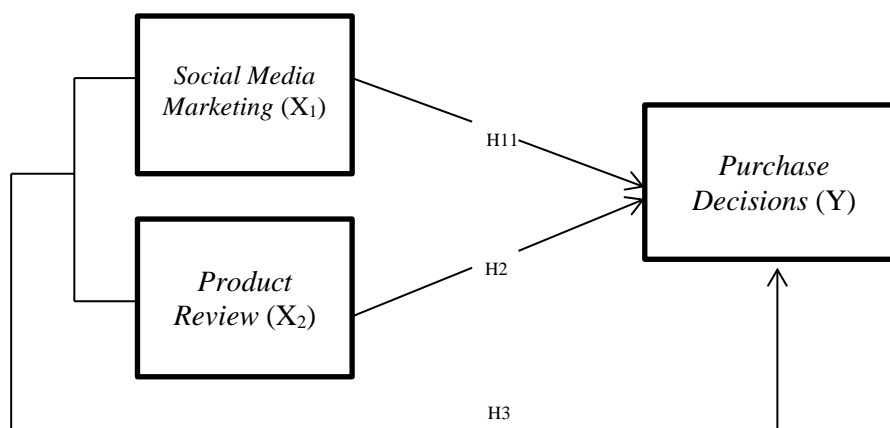 Social Media
Marketing (X₁)
H11
Purchase
Decisions (Y)
H2
Product
Review (X₂)
H3